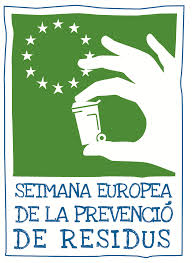 SETMANA EUROPEA
DE LA PREVENCIÓ
DE RESIDUS